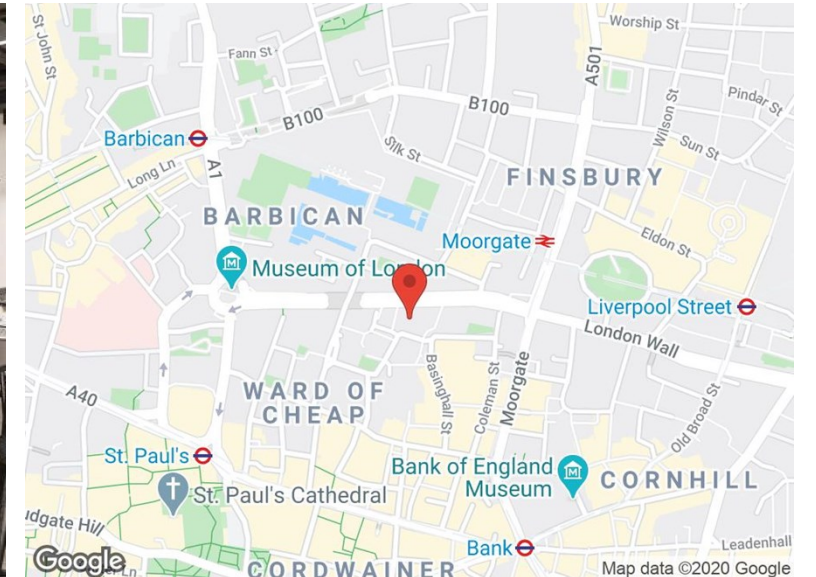 Worship St
St John St
Fann St
A501
Pindar St
B100
B100
Wilson St
Barbican
Silk St
Sun St
Long Ln
A1
FINSBURY
BARBICAN
Moorgate
Eldon St
Museum of London
Liverpool Street
London Wall
Basinghall St
Coleman St
Moorgate
A40
WARD OF
CHEAP
Old Broad St
St. Paul's
Bank of England
Museum
CORNHILL
St. Paul's Cathedral
udgate Hill
Bank
Leadenhall
Google
CORDWAINER
Map data ©2020 Google